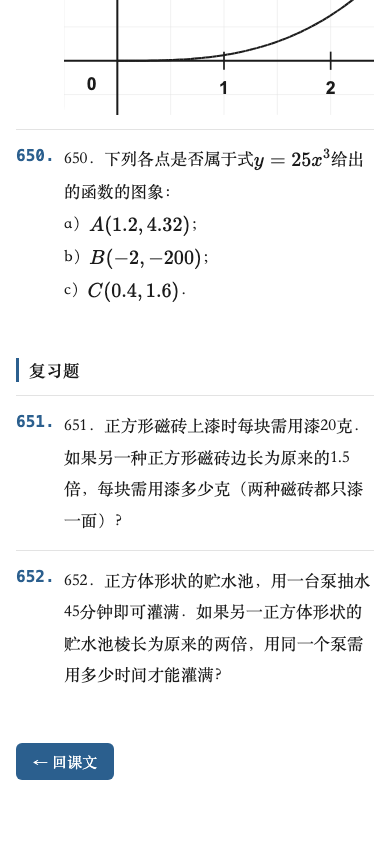 0
1
2
650. 650．下列各点是否属于式y = 25x³给出
的函数的图象：
a）A(1.2, 4.32)；
b）B(−2, −200)；
c）C(0.4, 1.6)．
复习题
651. 651．正方形磁砖上漆时每块需用漆20克．
如果另一种正方形磁砖边长为原来的1.5
倍，每块需用漆多少克（两种磁砖都只漆
一面）?
652. 652．正方体形状的贮水池，用一台泵抽水
45分钟即可灌满．如果另一正方体形状的
贮水池棱长为原来的两倍，用同一个泵需
用多少时间才能灌满?
← 回课文